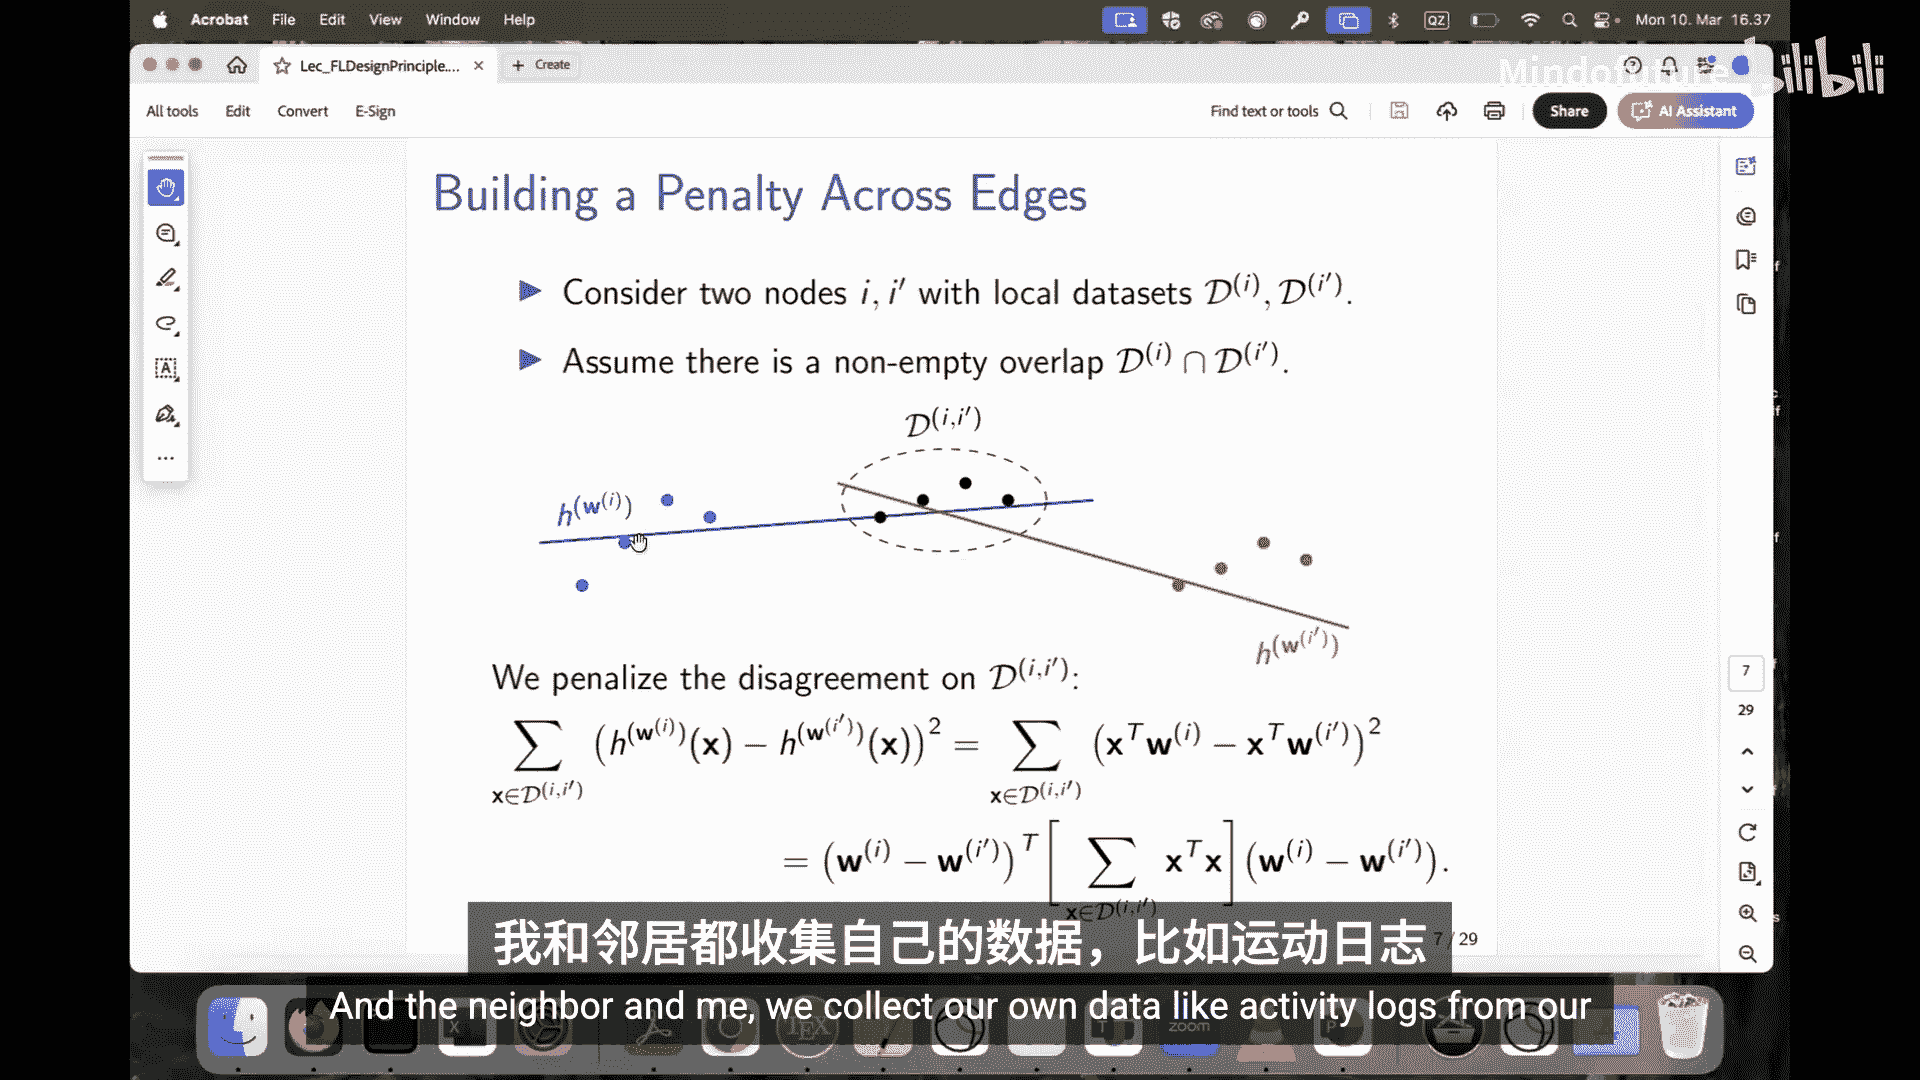 Acrobat File Edit View Window Help QZ Mon 10. Mar 16.37
Lec_FLDesignPrinciple.... × + Create
Mindofuture bilibili
All tools Edit Convert E-Sign Find text or tools Share AI Assistant
Building a Penalty Across Edges
▶ Consider two nodes i, i′ with local datasets 𝒟^(i), 𝒟^(i′).
▶ Assume there is a non-empty overlap 𝒟^(i) ∩ 𝒟^(i′).
𝒟^(i,i′)
h^(w^(i))
h^(w^(i′))
We penalize the disagreement on 𝒟^(i,i′):
∑_{x∈𝒟^(i,i′)} (h^(w^(i))(x) − h^(w^(i′))(x))² = ∑_{x∈𝒟^(i,i′)} (x^T w^(i) − x^T w^(i′))²
= (w^(i) − w^(i′))^T [∑_{x∈𝒟^(i,i′)} x^T x] (w^(i) − w^(i′)).
7
29
7 / 29
我和邻居都收集自己的数据，比如运动日志
And the neighbor and me, we collect our own data like activity logs from our
zoom